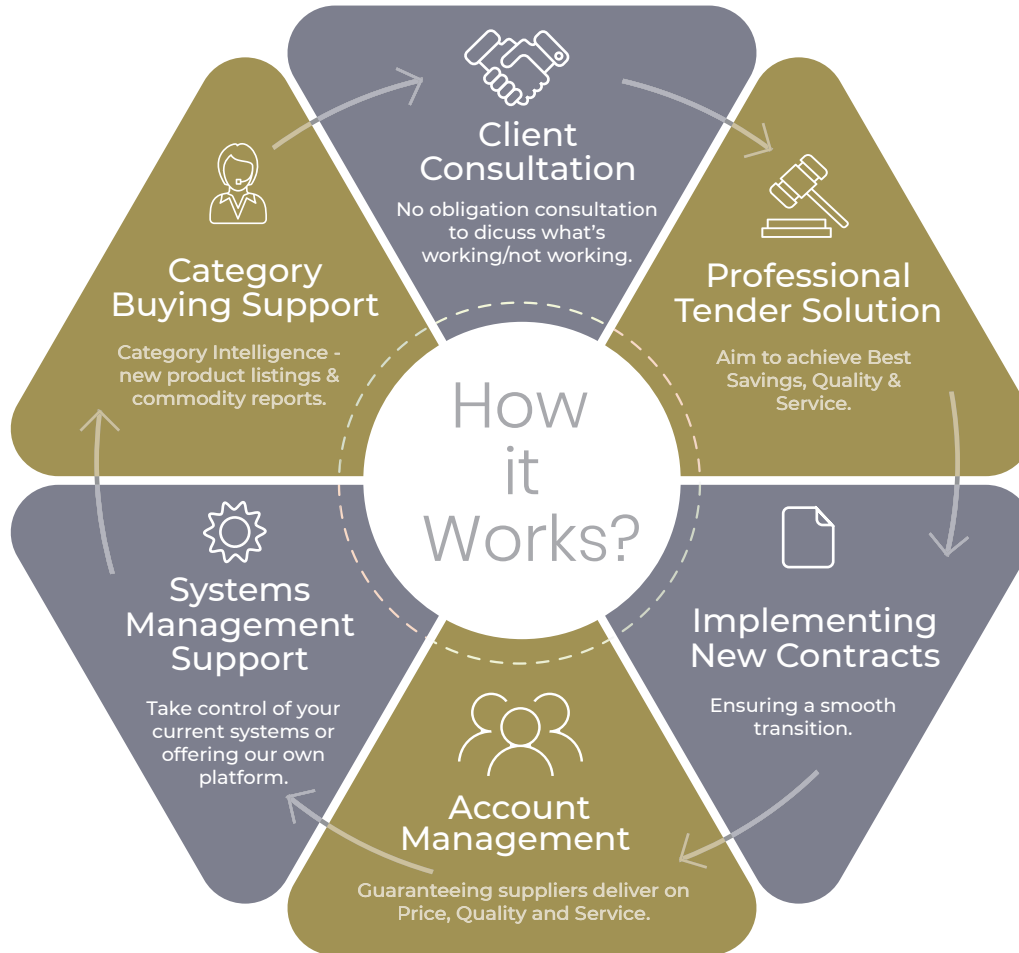 How
it
Works?
Client
Consultation
No obligation consultation
to dicuss what's
working/not working.
Professional
Tender Solution
Aim to achieve Best
Savings, Quality &
Service.
Implementing
New Contracts
Ensuring a smooth
transition.
Account
Management
Guaranteeing suppliers deliver on
Price, Quality and Service.
Systems
Management
Support
Take control of your
current systems or
offering our own
platform.
Category
Buying Support
Category Intelligence -
new product listings &
commodity reports.